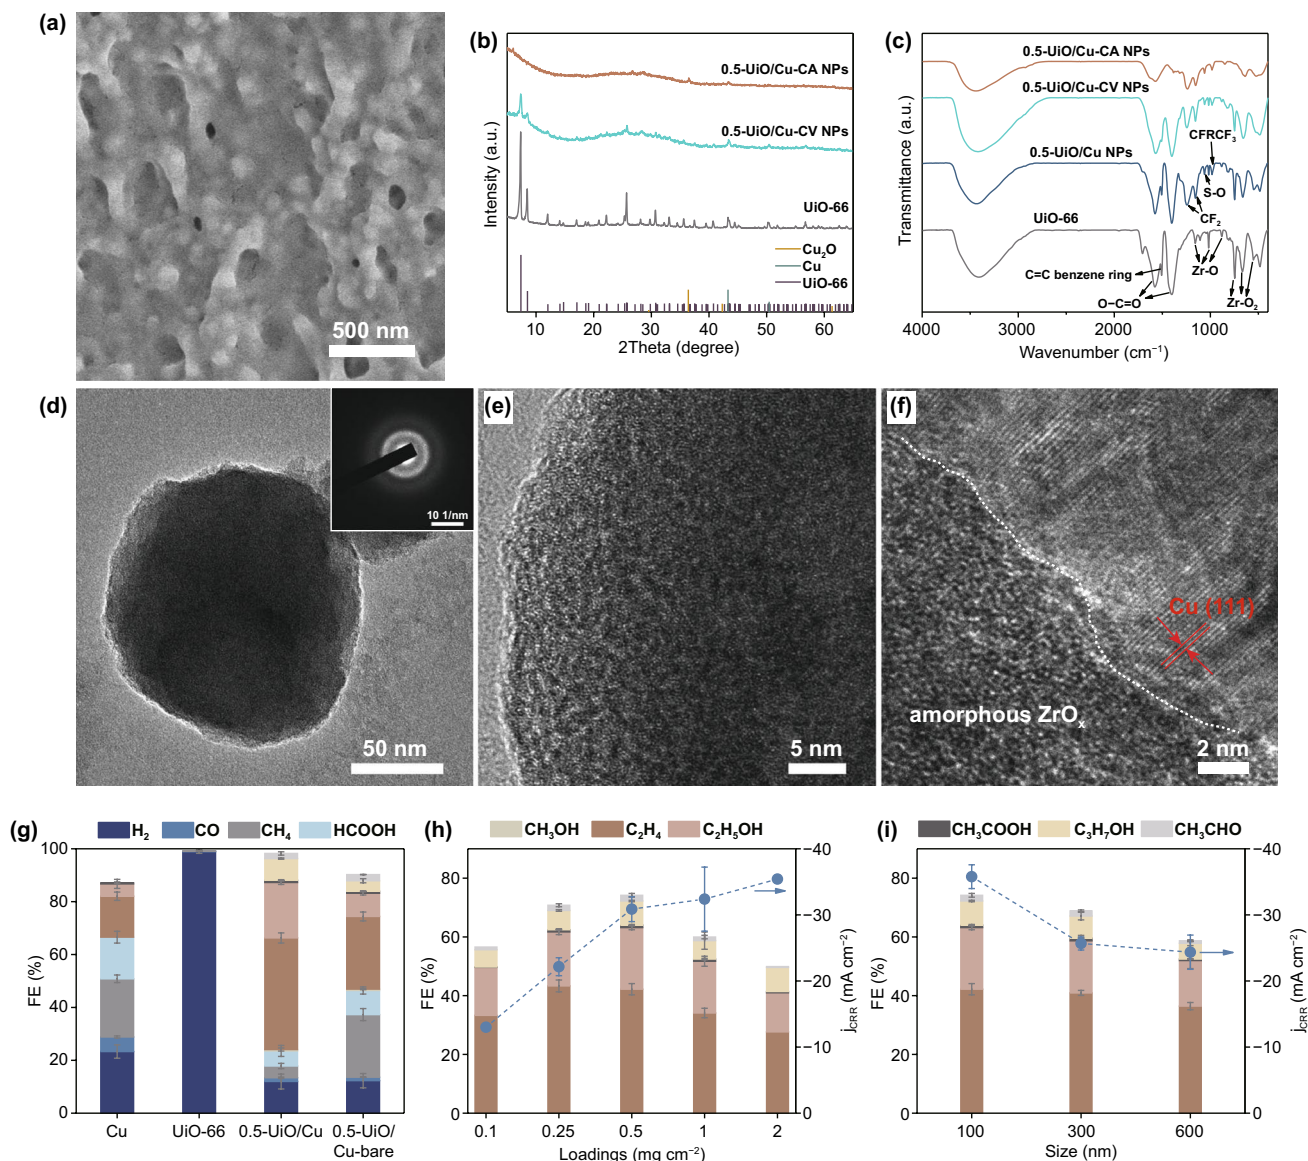 (a)
500 nm
(b)
0.5-UiO/Cu-CA NPs
0.5-UiO/Cu-CV NPs
UiO-66
Cu₂O
Cu
UiO-66
Intensity (a.u.)
10 20 30 40 50 60
2Theta (degree)
(c)
0.5-UiO/Cu-CA NPs
0.5-UiO/Cu-CV NPs
CFRCF₃
0.5-UiO/Cu NPs
S-O
CF₂
UiO-66
C=C benzene ring
Zr-O
O−C=O
Zr-O₂
Transmittance (a.u.)
4000 3000 2000 1000
Wavenumber (cm⁻¹)
(d)
10 1/nm
50 nm
(e)
5 nm
(f)
Cu (111)
amorphous ZrOₓ
2 nm
(g)
H₂ CO CH₄ HCOOH
FE (%)
100
80
60
40
20
0
Cu UiO-66 0.5-UiO/Cu 0.5-UiO/
Cu-bare
(h)
CH₃OH C₂H₄ C₂H₅OH
FE (%)
80
60
40
20
0
−40
−30
−20
−10
0
j_CRR (mA cm⁻²)
0.1 0.25 0.5 1 2
Loadings (mg cm⁻²)
(i)
CH₃COOH C₃H₇OH CH₃CHO
FE (%)
80
60
40
20
0
−40
−30
−20
−10
0
j_CRR (mA cm⁻²)
100 300 600
Size (nm)